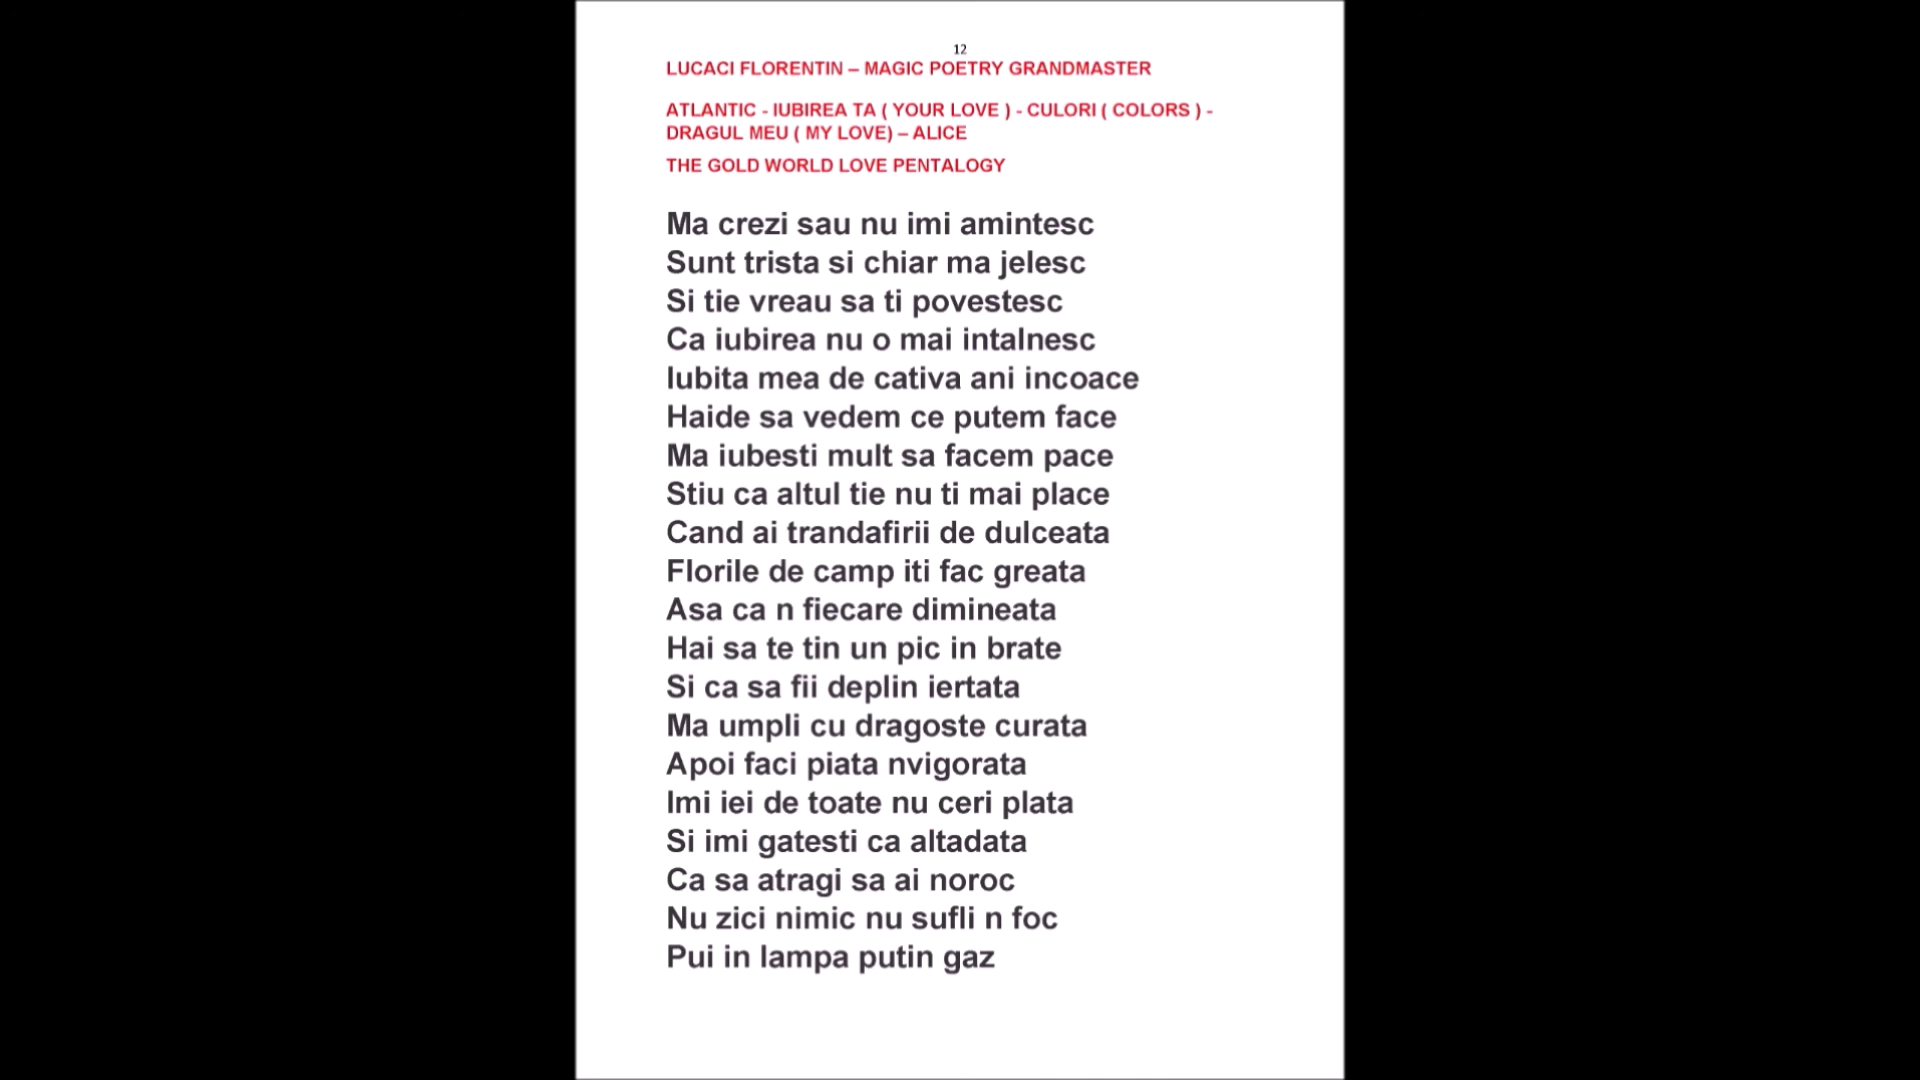 12
LUCACI FLORENTIN – MAGIC POETRY GRANDMASTER
ATLANTIC - IUBIREA TA ( YOUR LOVE ) - CULORI ( COLORS ) -
DRAGUL MEU ( MY LOVE) – ALICE
THE GOLD WORLD LOVE PENTALOGY
Ma crezi sau nu imi amintesc
Sunt trista si chiar ma jelesc
Si tie vreau sa ti povestesc
Ca iubirea nu o mai intalnesc
Iubita mea de cativa ani incoace
Haide sa vedem ce putem face
Ma iubesti mult sa facem pace
Stiu ca altul tie nu ti mai place
Cand ai trandafirii de dulceata
Florile de camp iti fac greata
Asa ca n fiecare dimineata
Hai sa te tin un pic in brate
Si ca sa fii deplin iertata
Ma umpli cu dragoste curata
Apoi faci piata nvigorata
Imi iei de toate nu ceri plata
Si imi gatesti ca altadata
Ca sa atragi sa ai noroc
Nu zici nimic nu sufli n foc
Pui in lampa putin gaz